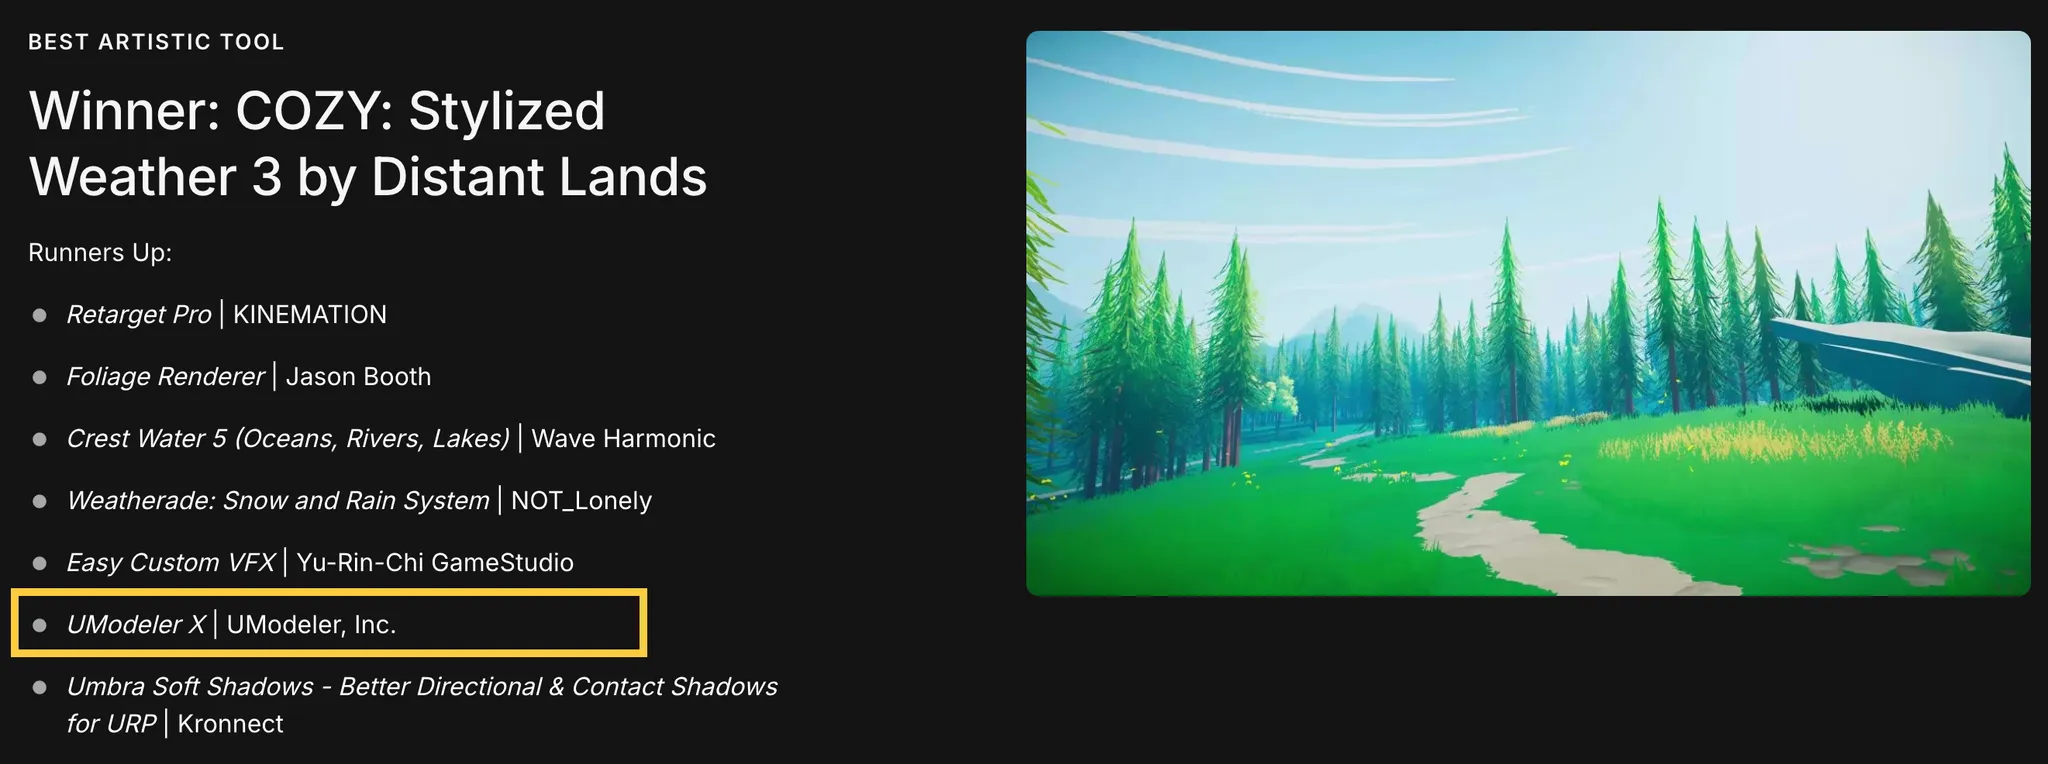 BEST ARTISTIC TOOL
Winner: COZY: Stylized
Weather 3 by Distant Lands
Runners Up:
Retarget Pro | KINEMATION
Foliage Renderer | Jason Booth
Crest Water 5 (Oceans, Rivers, Lakes) | Wave Harmonic
Weatherade: Snow and Rain System | NOT_Lonely
Easy Custom VFX | Yu-Rin-Chi GameStudio
UModeler X | UModeler, Inc.
Umbra Soft Shadows - Better Directional & Contact Shadows
for URP | Kronnect